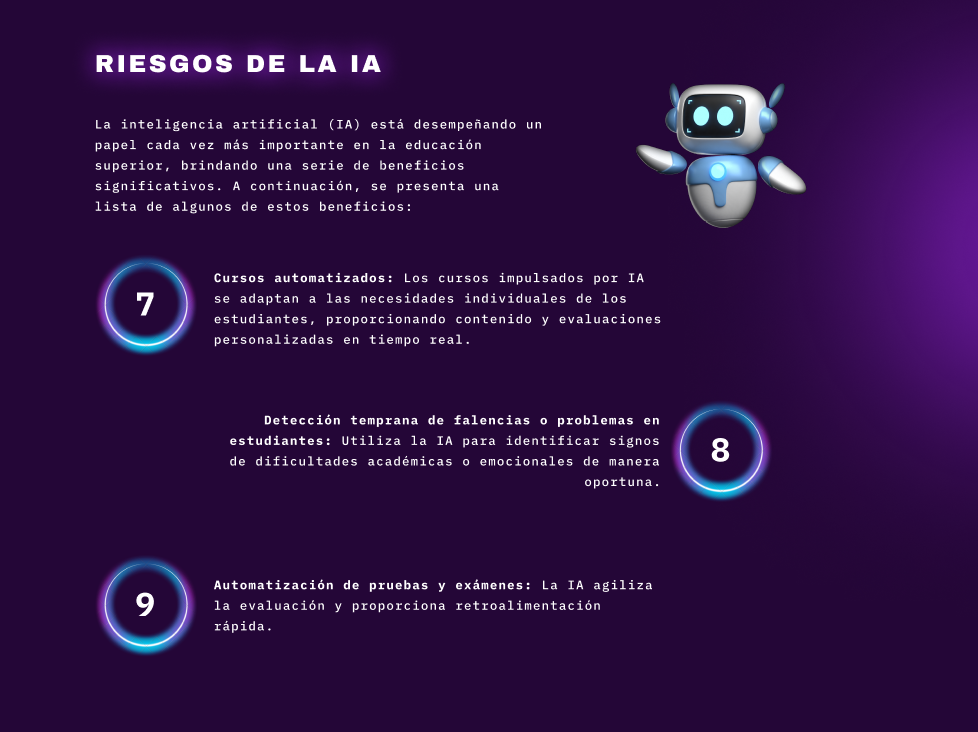 RIESGOS DE LA IA
La inteligencia artificial (IA) está desempeñando un
papel cada vez más importante en la educación
superior, brindando una serie de beneficios
significativos. A continuación, se presenta una
lista de algunos de estos beneficios:
7
Cursos automatizados: Los cursos impulsados por IA
se adaptan a las necesidades individuales de los
estudiantes, proporcionando contenido y evaluaciones
personalizadas en tiempo real.
Detección temprana de falencias o problemas en
estudiantes: Utiliza la IA para identificar signos
de dificultades académicas o emocionales de manera
oportuna.
8
9
Automatización de pruebas y exámenes: La IA agiliza
la evaluación y proporciona retroalimentación
rápida.